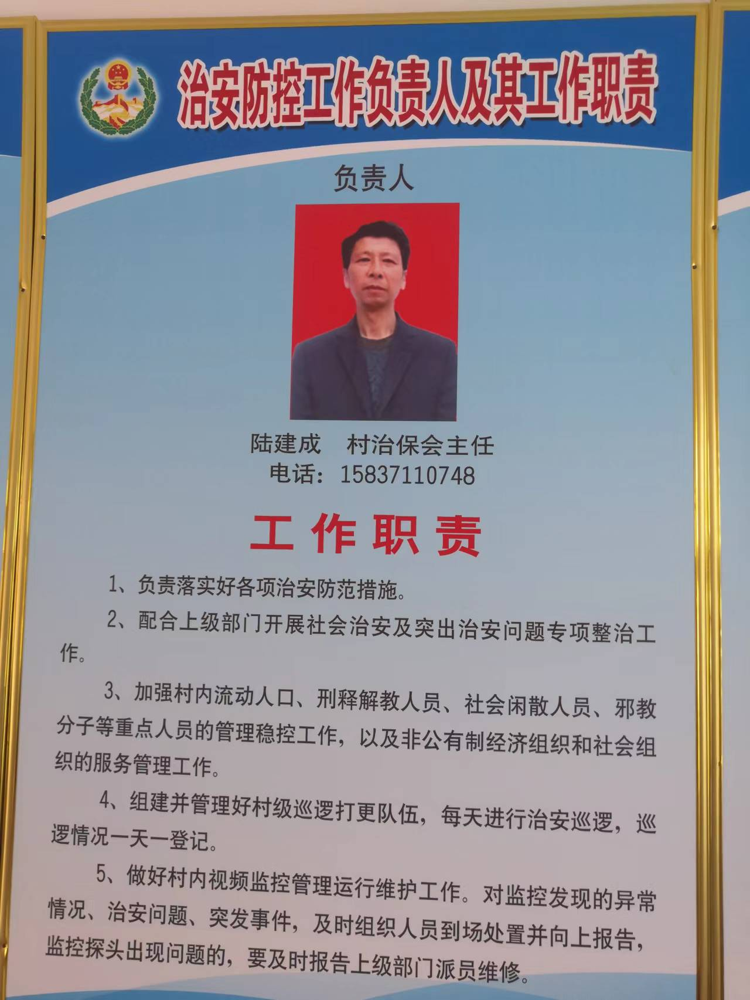 治安防控工作负责人及其工作职责
负责人
陆建成　村治保会主任
电话：15837110748
工作职责
1、负责落实好各项治安防范措施。
2、配合上级部门开展社会治安及突出治安问题专项整治工
作。
3、加强村内流动人口、刑释解教人员、社会闲散人员、邪教
分子等重点人员的管理稳控工作，以及非公有制经济组织和社会组
织的服务管理工作。
4、组建并管理好村级巡逻打更队伍，每天进行治安巡逻，巡
逻情况一天一登记。
5、做好村内视频监控管理运行维护工作。对监控发现的异常
情况、治安问题、突发事件，及时组织人员到场处置并向上报告，
监控探头出现问题的，要及时报告上级部门派员维修。